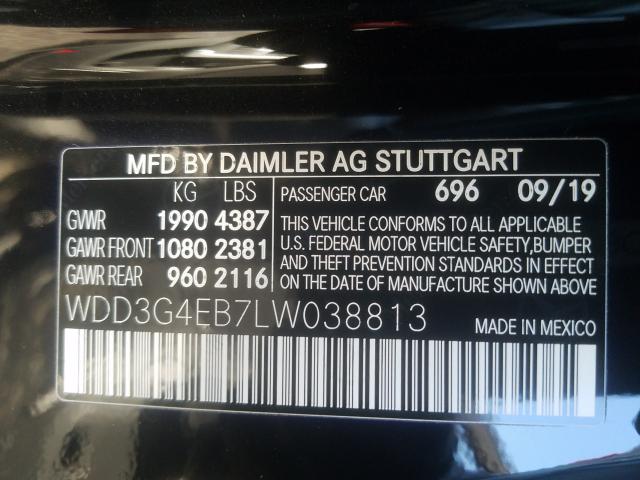 MFD BY DAIMLER AG STUTTGART
KG LBS PASSENGER CAR 696 09/19
GVWR 1990 4387
GAWR FRONT 1080 2381
GAWR REAR 960 2116
THIS VEHICLE CONFORMS TO ALL APPLICABLE
U.S. FEDERAL MOTOR VEHICLE SAFETY,BUMPER
AND THEFT PREVENTION STANDARDS IN EFFECT
ON THE DATE OF MANUFACTURE SHOWN ABOVE
WDD3G4EB7LW038813 MADE IN MEXICO